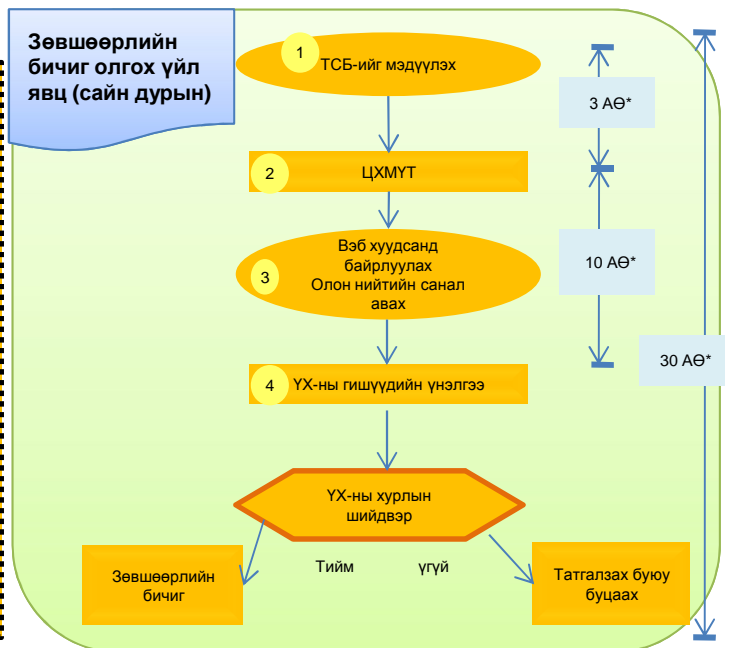 Зөвшөөрлийн
бичиг олгох үйл
явц (сайн дурын)
1
ТСБ-ийг мэдүүлэх
3 АӨ*
2
ЦХМҮТ
3
Вэб хуудсанд
байрлуулах
Олон нийтийн санал
авах
10 АӨ*
30 АӨ*
4
ҮХ-ны гишүүдийн үнэлгээ
ҮХ-ны хурлын
шийдвэр
Тийм
үгүй
Зөвшөөрлийн
бичиг
Татгалзах буюу
буцаах